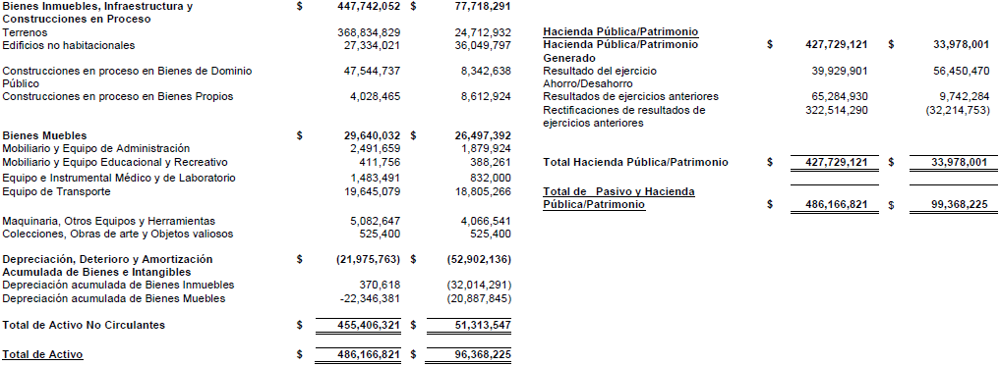 Bienes Inmuebles, Infraestructura y $ 447,742,052 $ 77,718,291
Construcciones en Proceso
Terrenos 368,834,829 24,712,932
Edificios no habitacionales 27,334,021 36,049,797
Construcciones en proceso en Bienes de Dominio 47,544,737 8,342,638
Público
Construcciones en proceso en Bienes Propios 4,028,465 8,612,924
Bienes Muebles $ 29,640,032 $ 26,497,392
Mobiliario y Equipo de Administración 2,491,659 1,879,924
Mobiliario y Equipo Educacional y Recreativo 411,756 388,261
Equipo e Instrumental Médico y de Laboratorio 1,483,491 832,000
Equipo de Transporte 19,645,079 18,805,266
Maquinaria, Otros Equipos y Herramientas 5,082,647 4,066,541
Colecciones, Obras de arte y Objetos valiosos 525,400 525,400
Depreciación, Deterioro y Amortización $ (21,975,763) $ (52,902,136)
Acumulada de Bienes e Intangibles
Depreciación acumulada de Bienes Inmuebles 370,618 (32,014,291)
Depreciación acumulada de Bienes Muebles -22,346,381 (20,887,845)
Total de Activo No Circulantes $ 455,406,321 $ 51,313,547
Total de Activo $ 486,166,821 $ 96,368,225
Hacienda Pública/Patrimonio
Hacienda Pública/Patrimonio $ 427,729,121 $ 33,978,001
Generado
Resultado del ejercicio 39,929,901 56,450,470
Ahorro/Desahorro
Resultados de ejercicios anteriores 65,284,930 9,742,284
Rectificaciones de resultados de 322,514,290 (32,214,753)
ejercicios anteriores
Total Hacienda Pública/Patrimonio $ 427,729,121 $ 33,978,001
Total de Pasivo y Hacienda
Pública/Patrimonio $ 486,166,821 $ 99,368,225